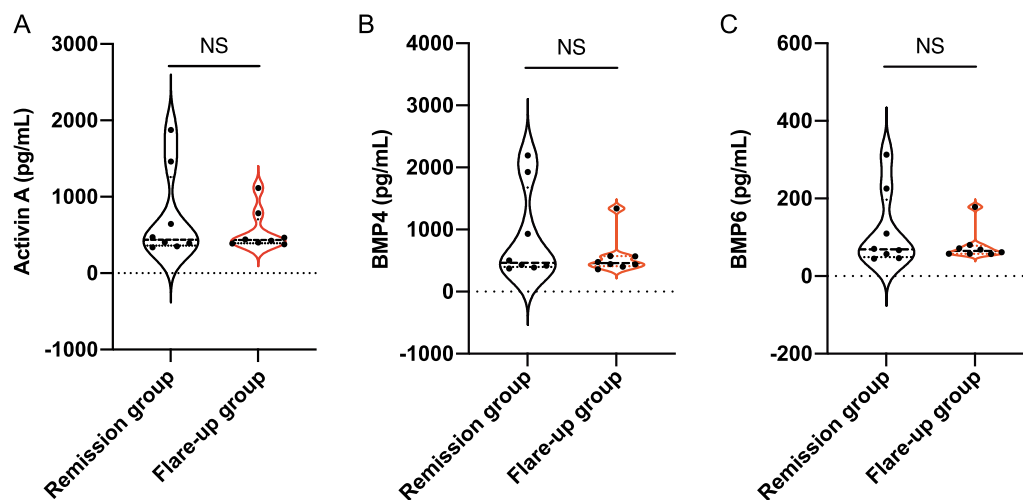 A
NS
Activin A (pg/mL)
3000
2000
1000
0
-1000
Remission group
Flare-up group
B
NS
BMP4 (pg/mL)
4000
3000
2000
1000
0
-1000
Remission group
Flare-up group
C
NS
BMP6 (pg/mL)
600
400
200
0
-200
Remission group
Flare-up group